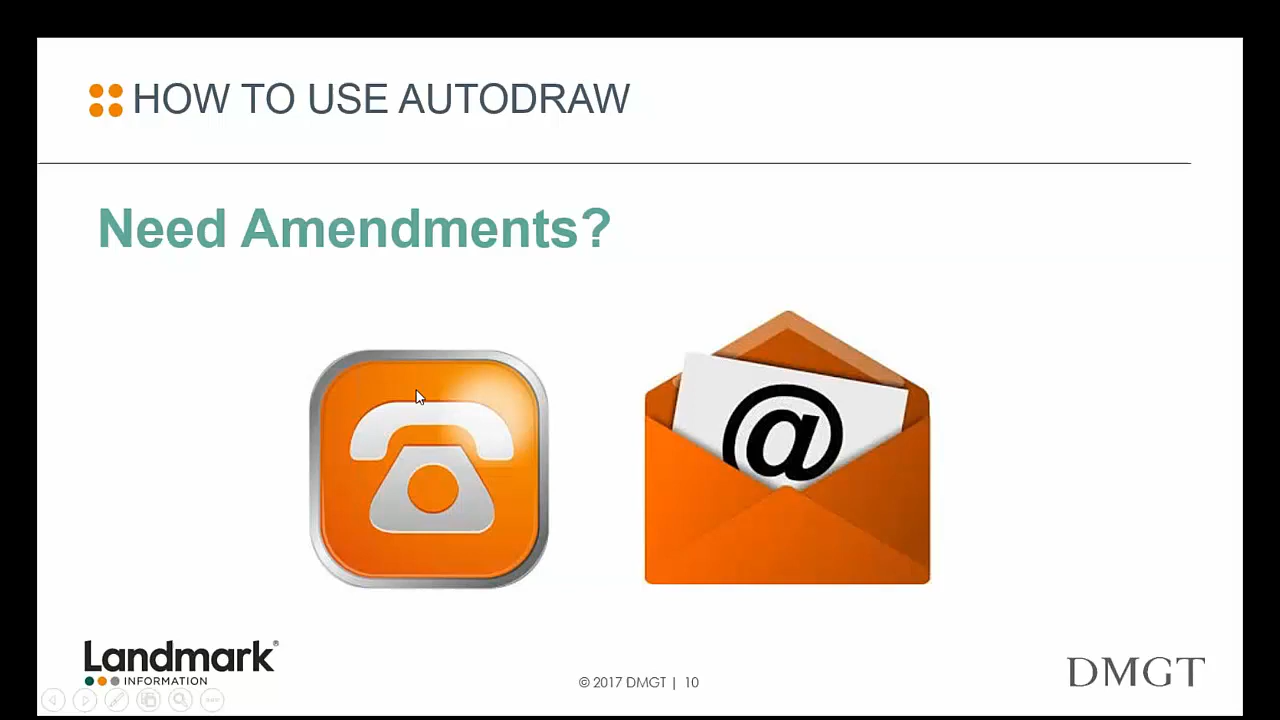 HOW TO USE AUTODRAW
Need Amendments?
@
Landmark®
INFORMATION
© 2017 DMGT | 10
DMGT